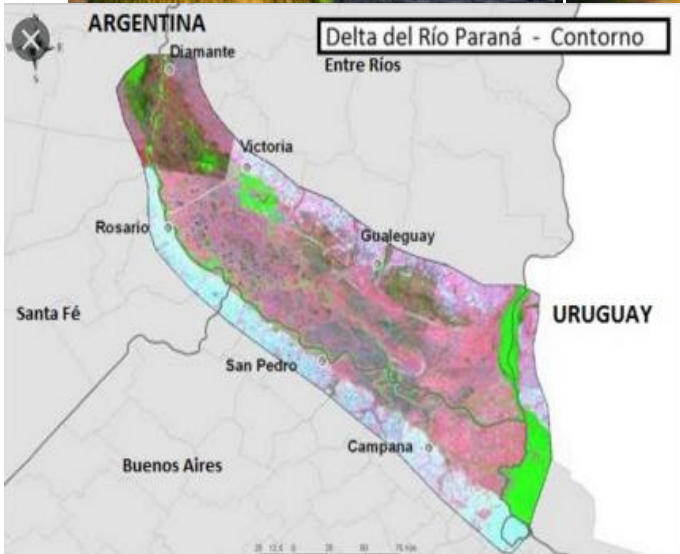 ARGENTINA
Delta del Río Paraná - Contorno
Diamante
Entre Ríos
Victoria
Rosario
Gualeguay
Santa Fé
URUGUAY
San Pedro
Campana
Buenos Aires